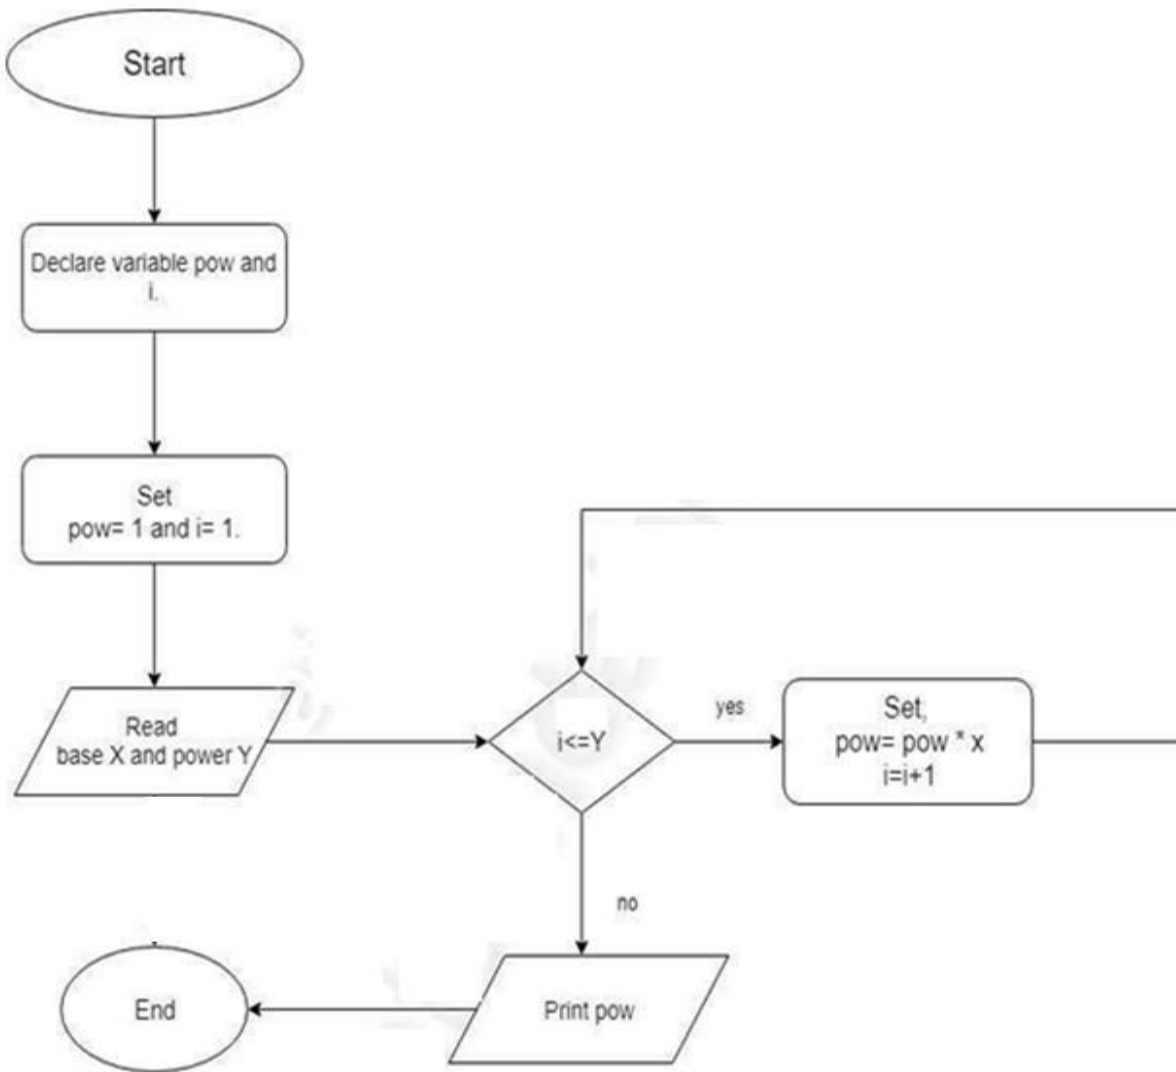 Start
Declare variable pow and
i.
Set
pow= 1 and i= 1.
Read
base X and power Y
i<=Y
yes
Set,
pow= pow * x
i=i+1
no
Print pow
End